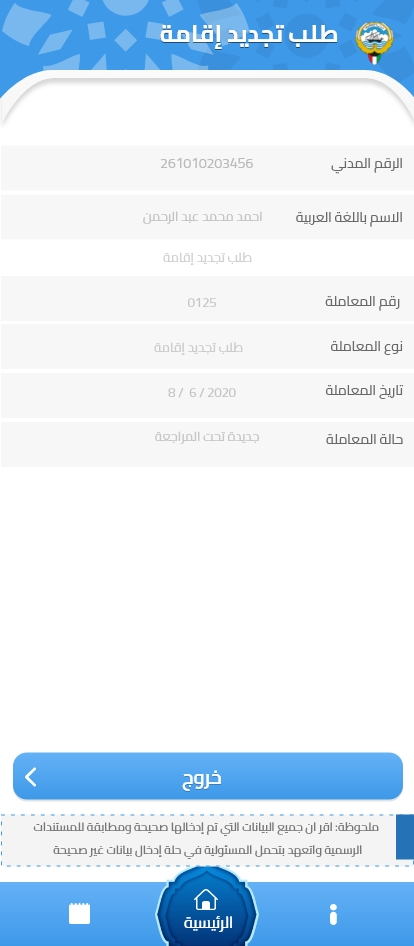 طلب تجديد إقامة
الرقم المدني 261010203456
الاسم باللغة العربية احمد محمد عبد الرحمن
طلب تجديد إقامة
رقم المعاملة 0125
نوع المعاملة طلب تجديد إقامة
تاريخ المعاملة 8 / 6 / 2020
حالة المعاملة جديدة تحت المراجعة
خروج
ملحوظة: اقر ان جميع البيانات التي تم إدخالها صحيحة ومطابقة للمستندات
الرسمية واتعهد بتحمل المسئولية في حلة إدخال بيانات غير صحيحة
الرئيسية